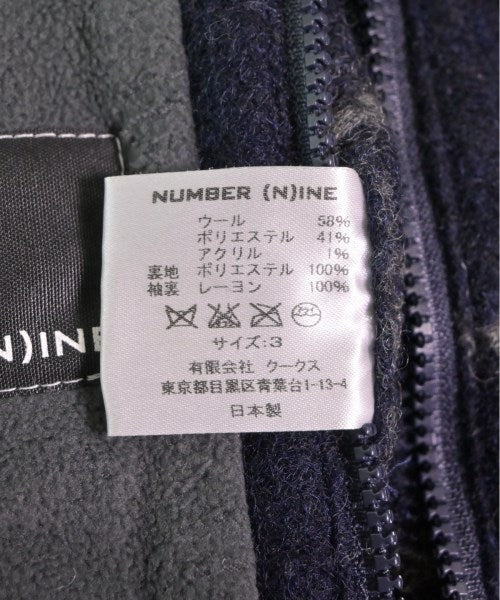 NUMBER (N)INE
ウール 58%
ポリエステル 41%
アクリル 1%
裏地 ポリエステル 100%
袖裏 レーヨン 100%
サイズ:3
有限会社 クークス
東京都目黒区青葉台1-13-4
日本製
N)INE